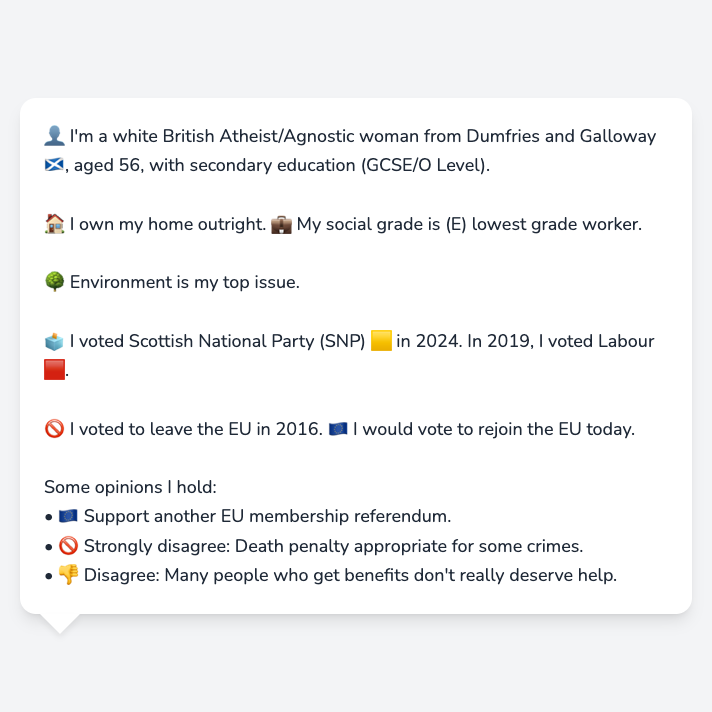 👤 I'm a white British Atheist/Agnostic woman from Dumfries and Galloway
🏴󠁧󠁢󠁳󠁣󠁴󠁿, aged 56, with secondary education (GCSE/O Level).
🏠 I own my home outright. 💼 My social grade is (E) lowest grade worker.
🌳 Environment is my top issue.
🗳️ I voted Scottish National Party (SNP) 🟨 in 2024. In 2019, I voted Labour
🟥.
🚫 I voted to leave the EU in 2016. 🇪🇺 I would vote to rejoin the EU today.
Some opinions I hold:
• 🇪🇺 Support another EU membership referendum.
• 🚫 Strongly disagree: Death penalty appropriate for some crimes.
• 👎 Disagree: Many people who get benefits don't really deserve help.